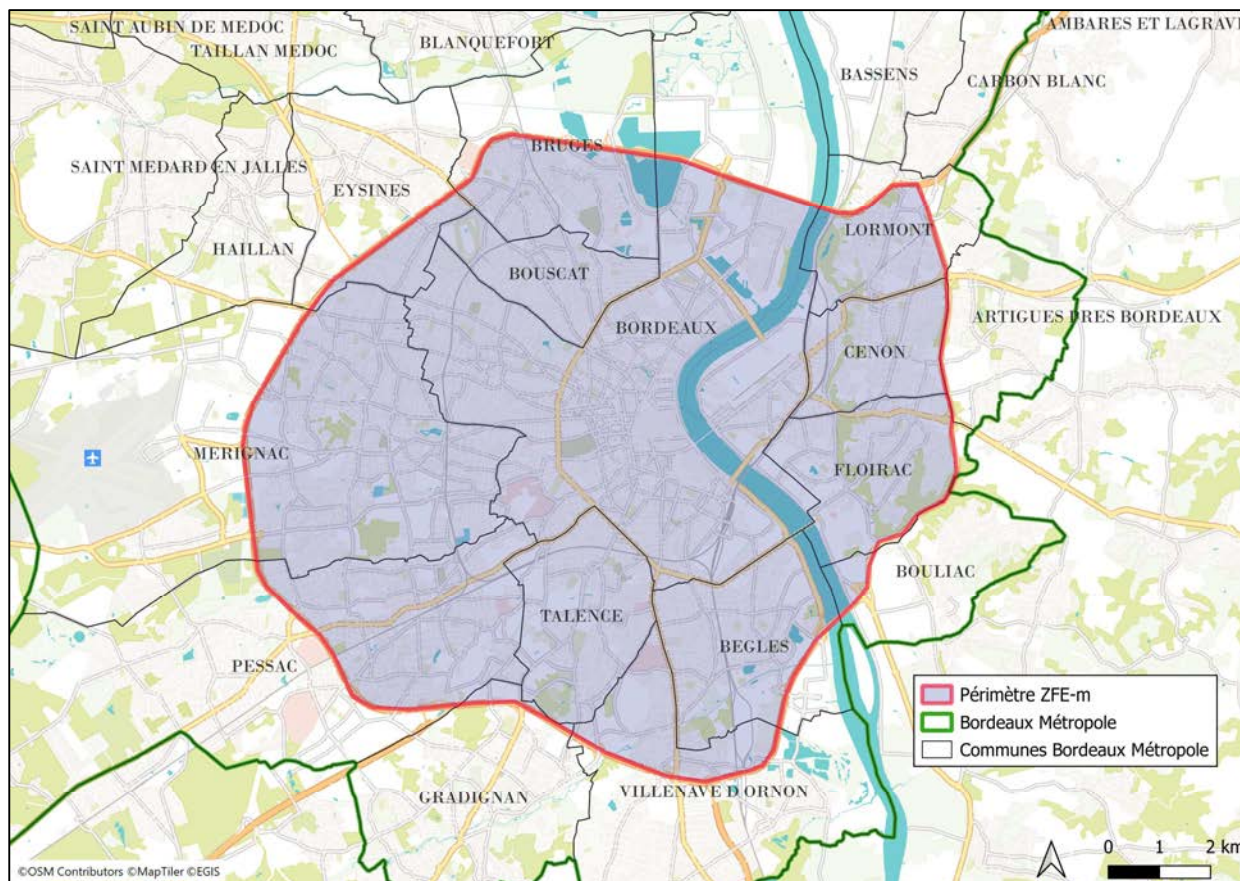 SAINT AUBIN DE MEDOC
TAILLAN MEDOC
BLANQUEFORT
AMBARES ET LAGRAVE
BASSENS
CARBON BLANC
BRUGES
SAINT MEDARD EN JALLES
EYSINES
HAILLAN
LORMONT
BOUSCAT
BORDEAUX
ARTIGUES PRES BORDEAUX
CENON
MERIGNAC
FLOIRAC
BOULIAC
TALENCE
BEGLES
PESSAC
GRADIGNAN
VILLENAVE D'ORNON
Périmètre ZFE-m
Bordeaux Métropole
Communes Bordeaux Métropole
0 1 2 km
©OSM Contributors ©MapTiler ©EGIS